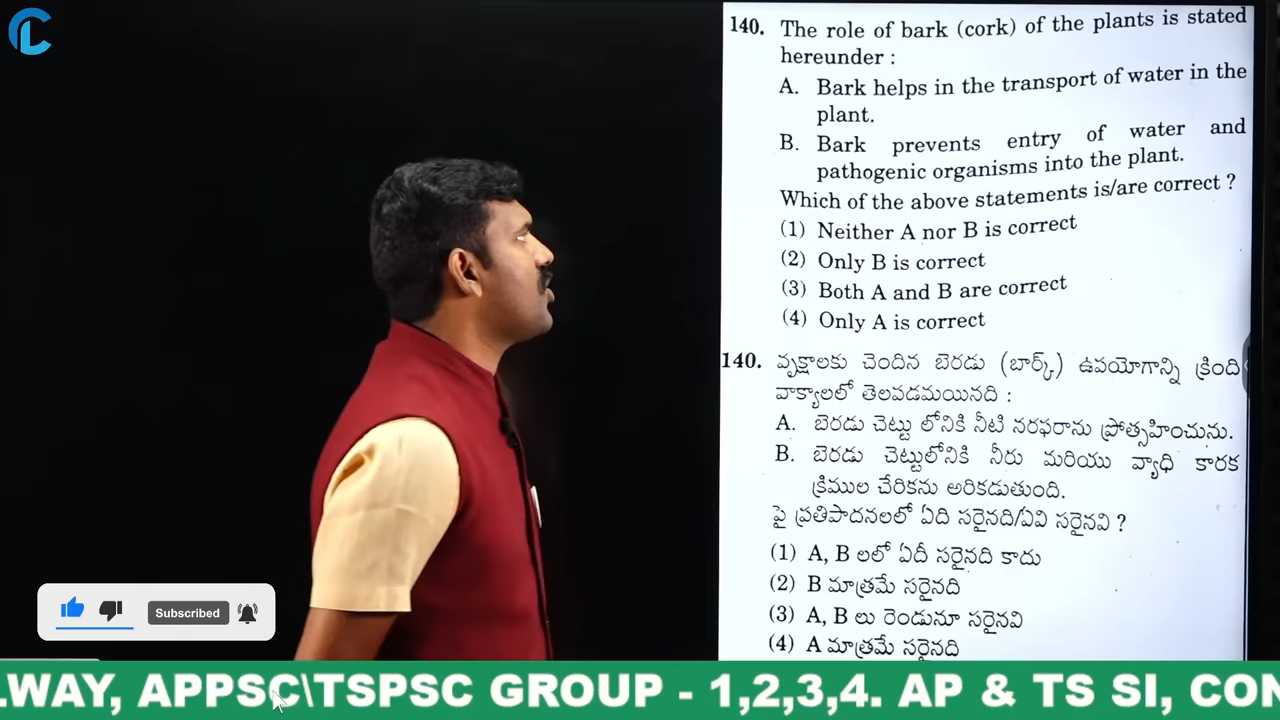 140. The role of bark (cork) of the plants is stated
hereunder :
A. Bark helps in the transport of water in the
plant.
B. Bark prevents entry of water and
pathogenic organisms into the plant.
Which of the above statements is/are correct ?
(1) Neither A nor B is correct
(2) Only B is correct
(3) Both A and B are correct
(4) Only A is correct
140. వృక్షాలకు చెందిన బెరడు (బార్క్) ఉపయోగాన్ని క్రింది
వాక్యాలలో తెలపడమయినది :
A. బెరడు చెట్టు లోనికి నీటి నరఫరాను ప్రోత్సహించును.
B. బెరడు చెట్టులోనికి నీరు మరియు వ్యాధి కారక
క్రిముల చేరికను అరికడుతుంది.
పై ప్రతిపాదనలలో ఏది సరైనది/ఏవి సరైనవి ?
(1) A, B లలో ఏదీ సరైనది కాదు
(2) B మాత్రమే సరైనది
(3) A, B లు రెండునూ సరైనవి
(4) A మాత్రమే సరైనది
Subscribed
.WAY, APPSC\TSPSC GROUP - 1,2,3,4. AP & TS SI, CON